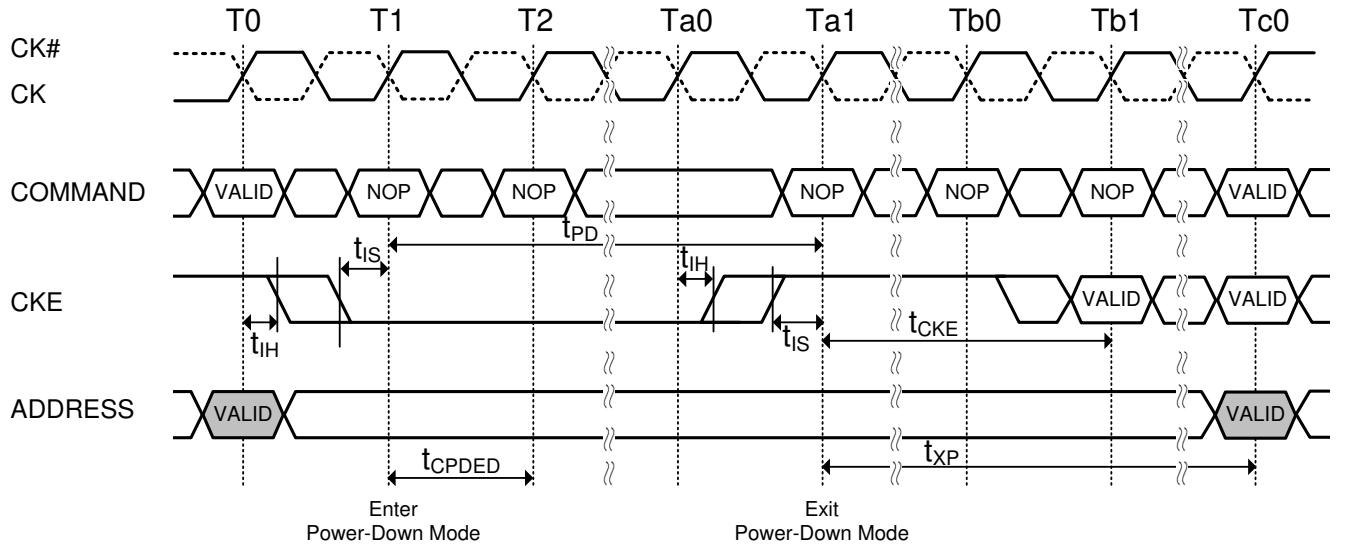 T0 T1 T2 Ta0 Ta1 Tb0 Tb1 Tc0
CK#
CK
COMMAND VALID NOP NOP NOP NOP NOP VALID
tPD
tIS tIH
CKE VALID VALID
tIH tIS tCKE
ADDRESS VALID VALID
tCPDED tXP
Enter
Power-Down Mode
Exit
Power-Down Mode